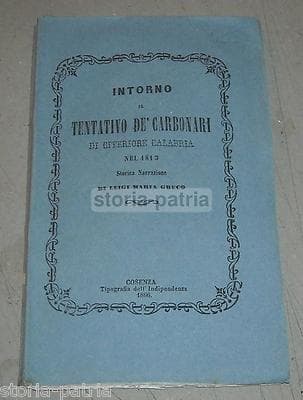 INTORNO
IL
TENTATIVO DE' CARBONARI
DI CITERIORE CALABRIA
NEL 1813
Storica Narrazione
DI LUIGI MARIA GRECO
storia-patria
COSENZA
Tipografia dell' Indipendenza
1866.
storia-patria